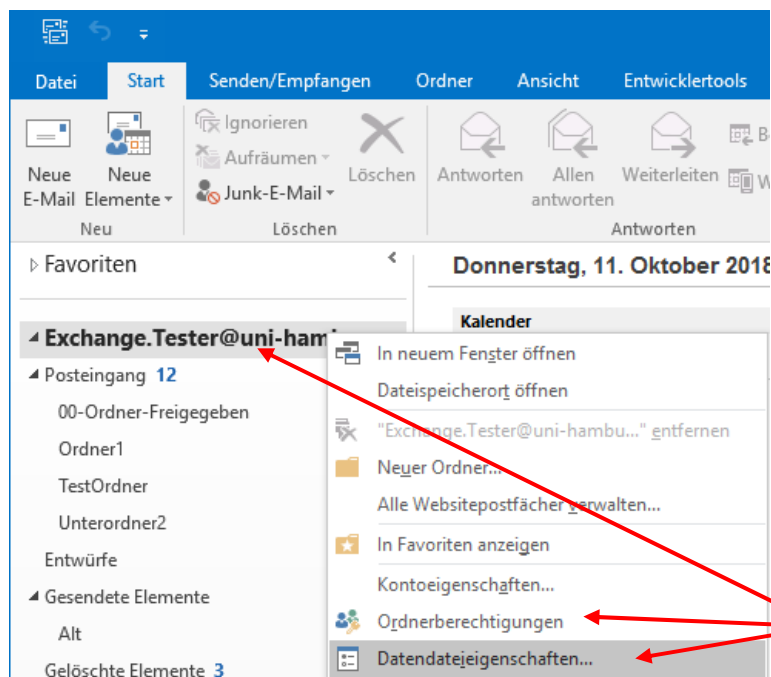 Datei Start Senden/Empfangen Ordner Ansicht Entwicklertools
Neue E-Mail
Neue Elemente
Ignorieren
Aufräumen
Junk-E-Mail
Löschen
Antworten
Allen antworten
Weiterleiten
B
W
Neu
Löschen
Antworten
Favoriten
Donnerstag, 11. Oktober 2018
Kalender
Exchange.Tester@uni-ham
Posteingang 12
00-Ordner-Freigegeben
Ordner1
TestOrdner
Unterordner2
Entwürfe
Gesendete Elemente
Alt
Gelöschte Elemente 3
In neuem Fenster öffnen
Dateispeicherort öffnen
"Exchange.Tester@uni-hambu..." entfernen
Neuer Ordner...
Alle Websitepostfächer verwalten...
In Favoriten anzeigen
Kontoeigenschaften...
Ordnerberechtigungen
Datendateieigenschaften...